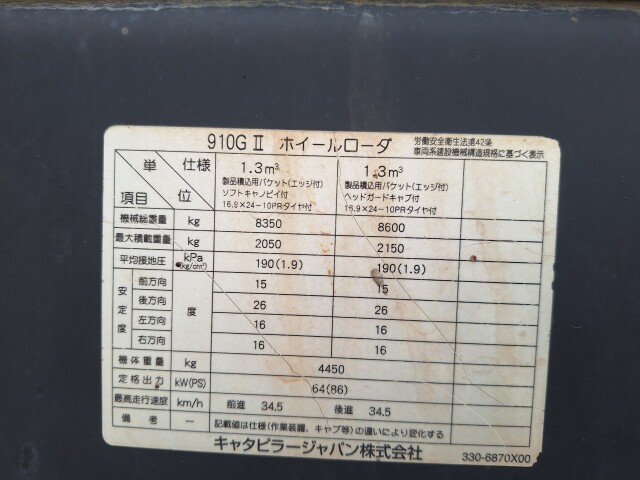 910G II ホイールローダ
労働安全衛生法第42条
車両系建設機械構造規格に基づく表示
単位 仕様 項目
1.3m³
製品積込用バケット(エッジ付)
ソフトキャノピイ付
16.9×24-10PRタイヤ付
1.3m³
製品積込用バケット(エッジ付)
ヘッドガードキャブ付
16.9×24-10PRタイヤ付
機械総重量 kg 8350 8600
最大積載重量 kg 2050 2150
平均接地圧 kPa (kg/cm²) 190(1.9) 190(1.9)
安定度 度
前方向 15 15
後方向 26 26
左方向 16 16
右方向 16 16
機体重量 kg 4450
定格出力 kW(PS) 64(86)
最高走行速度 km/h 前進 34.5 後進 34.5
備考 - 記載値は仕様(作業装置、キャブ等)の違いにより変化する
キャタピラージャパン株式会社
330-6870X00